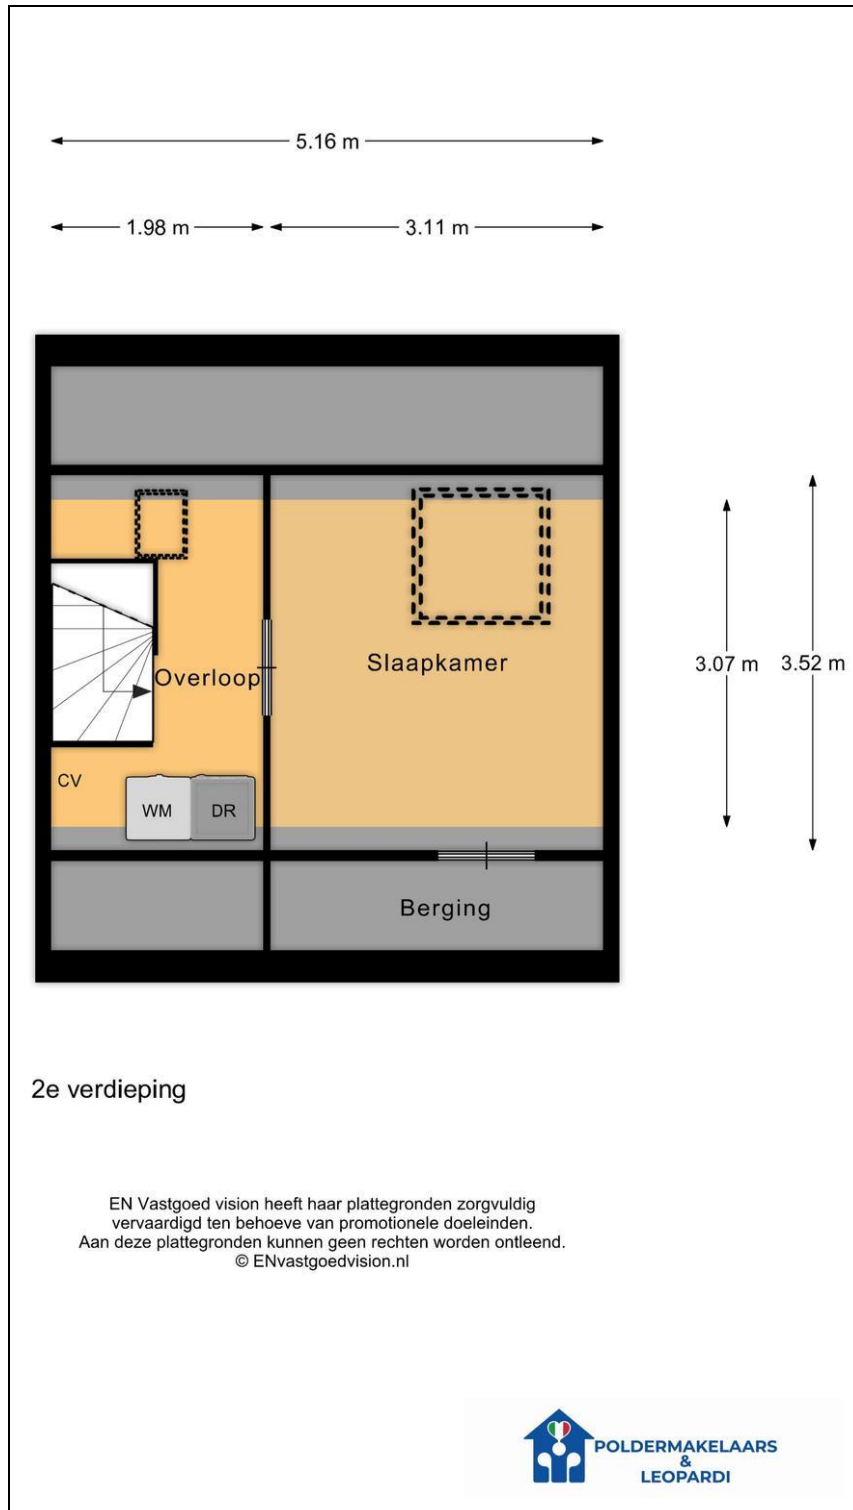 5.16 m
1.98 m
3.11 m
Slaapkamer
3.07 m
3.52 m
Overloop
CV
WM
DR
Berging
2e verdieping
EN Vastgoed vision heeft haar plattegronden zorgvuldig
vervaardigd ten behoeve van promotionele doeleinden.
Aan deze plattegronden kunnen geen rechten worden ontleend.
© ENvastgoedvision.nl
POLDERMAKELAARS
&
LEOPARDI